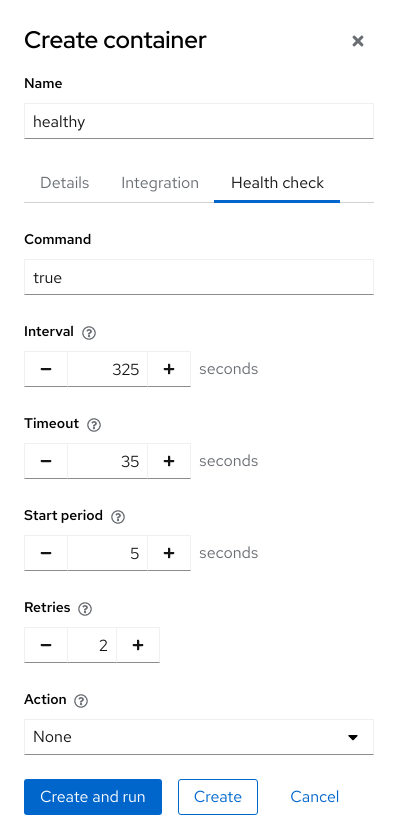 Create container
Name
healthy
Details Integration Health check
Command
true
Interval
325 seconds
Timeout
35 seconds
Start period
5 seconds
Retries
2
Action
None
Create and run Create Cancel